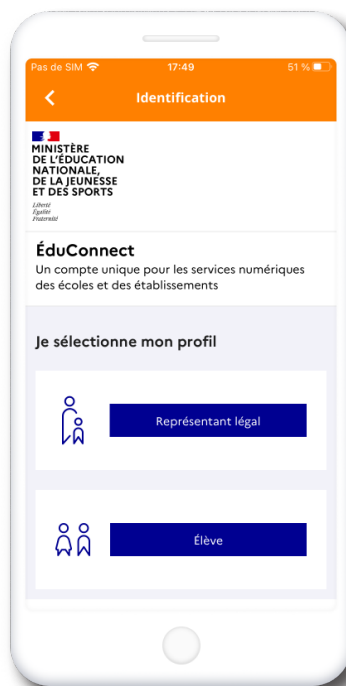 Pas de SIM 17:49 51 %
Identification
MINISTÈRE
DE L'ÉDUCATION
NATIONALE,
DE LA JEUNESSE
ET DES SPORTS
Liberté
Égalité
Fraternité
ÉduConnect
Un compte unique pour les services numériques
des écoles et des établissements
Je sélectionne mon profil
Représentant légal
Élève